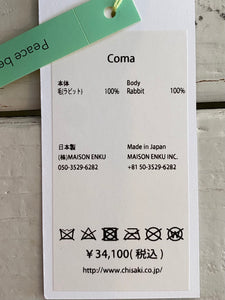 Peace be
Coma
本体 Body
毛(ラビット) 100% Rabbit 100%
日本製 Made in Japan
(株)MAISON ENKU MAISON ENKU INC.
050-3529-6282 +81 50-3529-6282
￥34,100(税込)
http://www.chisaki.co.jp/